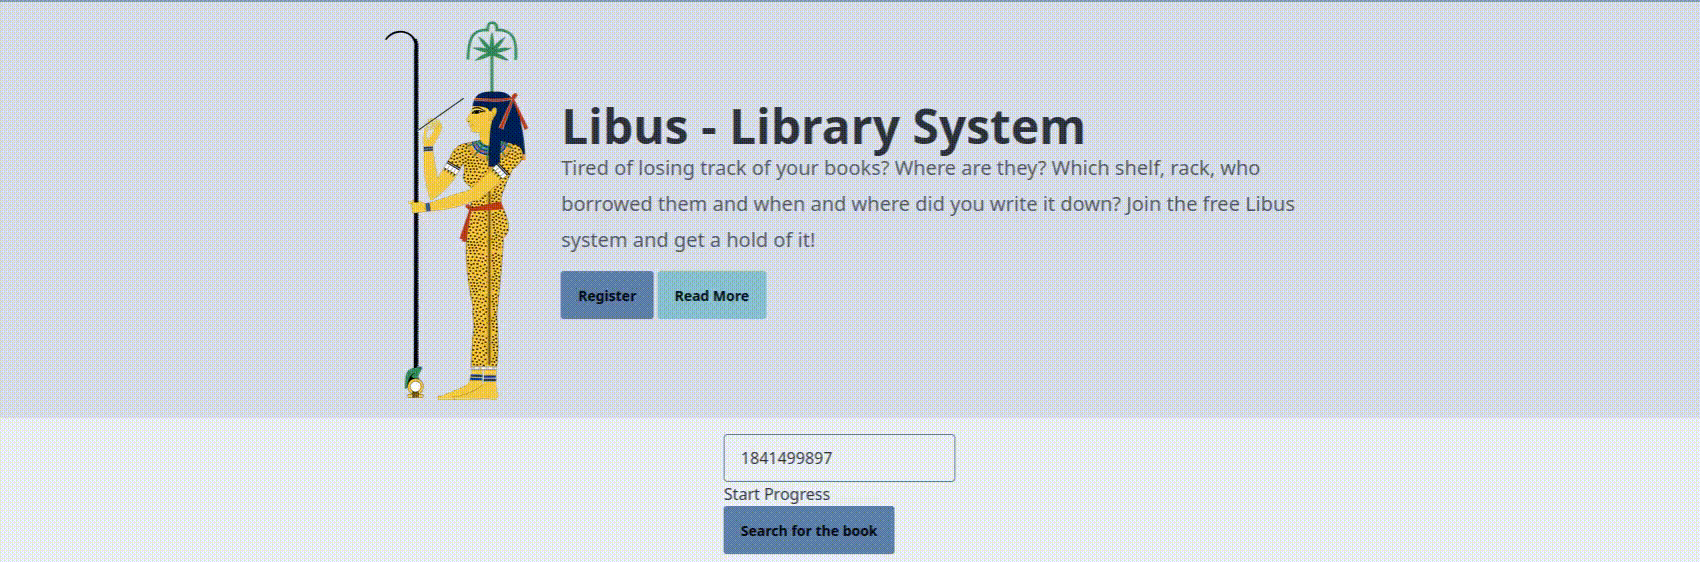 Libus - Library System
Tired of losing track of your books? Where are they? Which shelf, rack, who
borrowed them and when and where did you write it down? Join the free Libus
system and get a hold of it!
Register Read More
1841499897
Start Progress
Search for the book